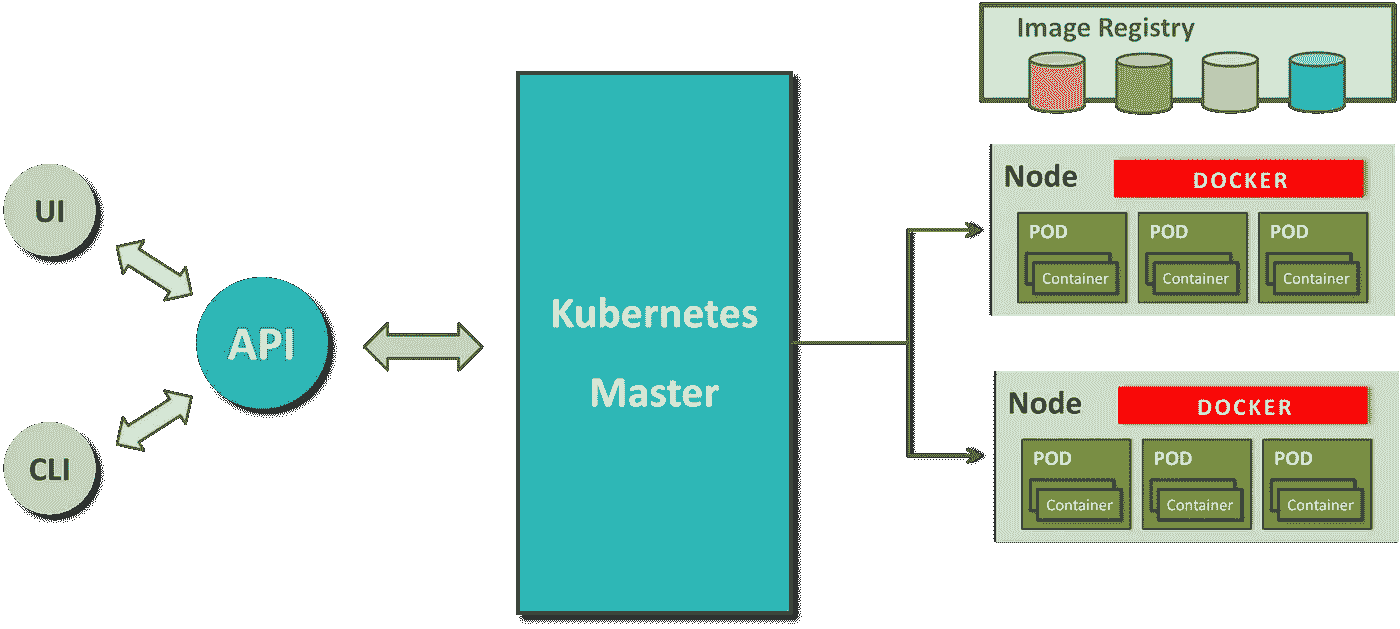 Image Registry
UI
API
CLI
Kubernetes
Master
Node
DOCKER
POD
POD
POD
Container
Container
Container
Node
DOCKER
POD
POD
POD
Container
Container
Container